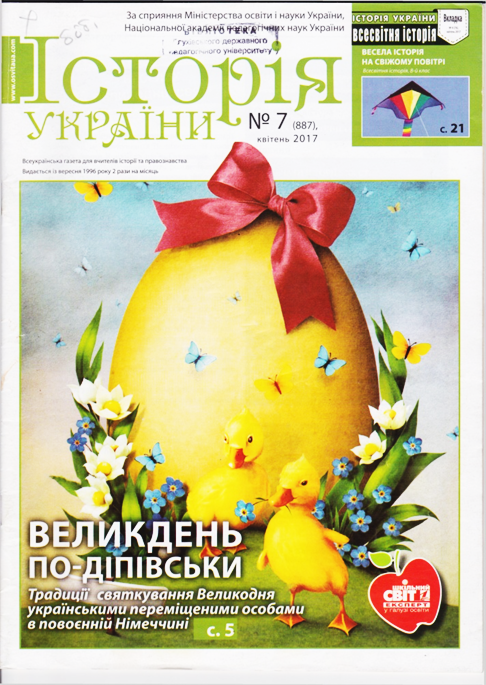 За сприяння Міністерства освіти і науки України,
Національної академії педагогічних наук України
БІБЛІОТЕКА
державного
педагогічного університету
www.osvitaua.com
Історія
УКРАЇНИ
№ 7 (887),
квітень 2017
ІСТОРІЯ УКРАЇНИ
ВСЕСВІТНЯ ІСТОРІЯ
Вкладка
ВЕСЕЛА ІСТОРІЯ
НА СВІЖОМУ ПОВІТРІ
Всесвітня історія, 8-й клас
с. 21
Всеукраїнська газета для вчителів історії та правознавства
Видається із вересня 1996 року 2 рази на місяць
ВЕЛИКДЕНЬ
ПО-ДІПІВСЬКИ
Традиції святкування Великодня
українськими переміщеними особами
в повоєнній Німеччині
с. 5
ШКІЛЬНИЙ
СВІТ
ЕКСПЕРТ
у галузі освіти